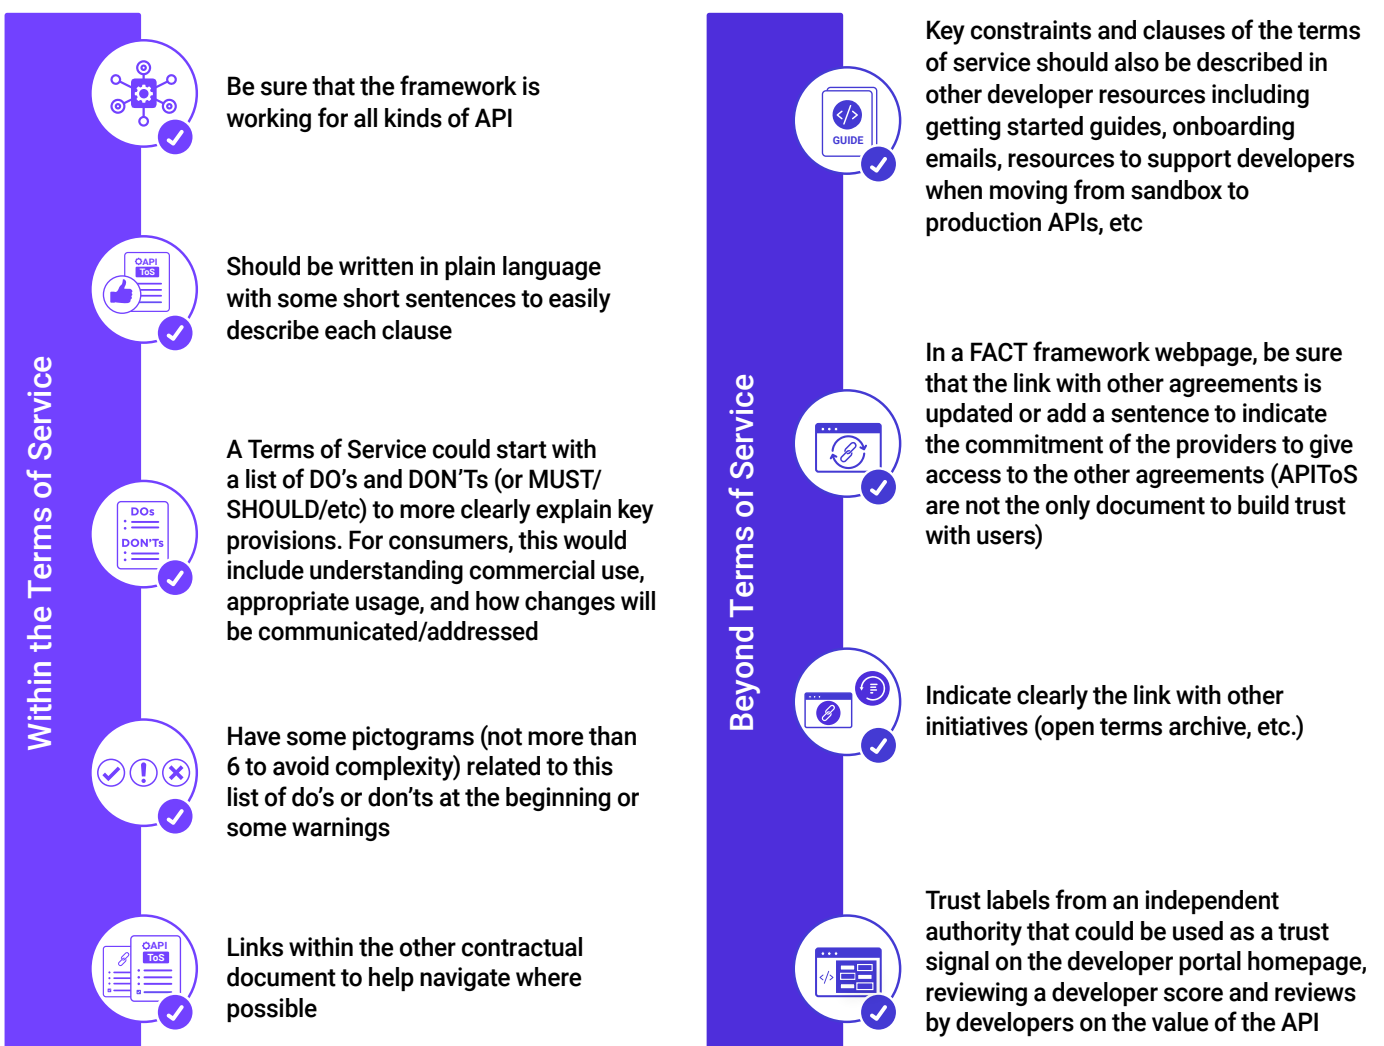 Within the Terms of Service
Be sure that the framework is
working for all kinds of API
API
ToS
Should be written in plain language
with some short sentences to easily
describe each clause
DOs
DON'Ts
A Terms of Service could start with
a list of DO's and DON'Ts (or MUST/
SHOULD/etc) to more clearly explain key
provisions. For consumers, this would
include understanding commercial use,
appropriate usage, and how changes will
be communicated/addressed
Have some pictograms (not more than
6 to avoid complexity) related to this
list of do's or don'ts at the beginning or
some warnings
API
ToS
Links within the other contractual
document to help navigate where
possible
Beyond Terms of Service
</>
GUIDE
Key constraints and clauses of the terms
of service should also be described in
other developer resources including
getting started guides, onboarding
emails, resources to support developers
when moving from sandbox to
production APIs, etc
In a FACT framework webpage, be sure
that the link with other agreements is
updated or add a sentence to indicate
the commitment of the providers to give
access to the other agreements (APIToS
are not the only document to build trust
with users)
Indicate clearly the link with other
initiatives (open terms archive, etc.)
</>
Trust labels from an independent
authority that could be used as a trust
signal on the developer portal homepage,
reviewing a developer score and reviews
by developers on the value of the API